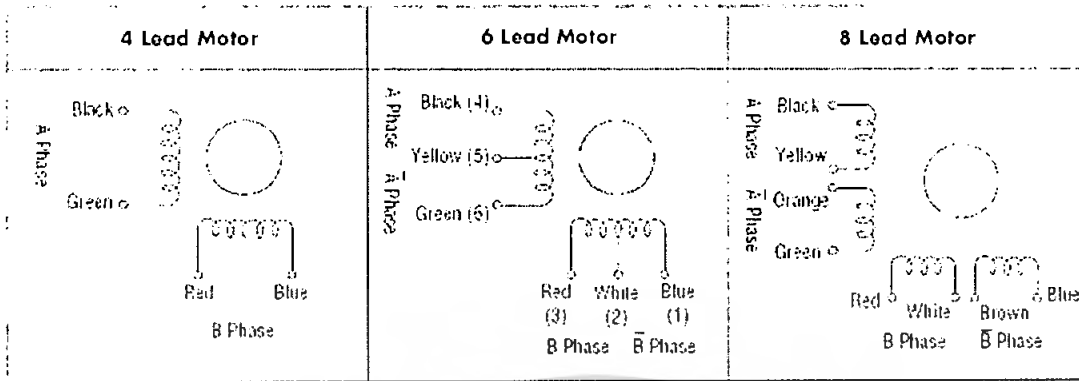 4 Lead Motor
6 Lead Motor
8 Lead Motor
Black
A Phase
Green
Red
Blue
B Phase
Black (4)
A Phase
Yellow (5)
Ā Phase
Green (6)
Red
White
Blue
(3)
(2)
(1)
B Phase
B̄ Phase
Black
A Phase
Yellow
Orange
Ā Phase
Green
Red
White
Brown
Blue
B Phase
B̄ Phase